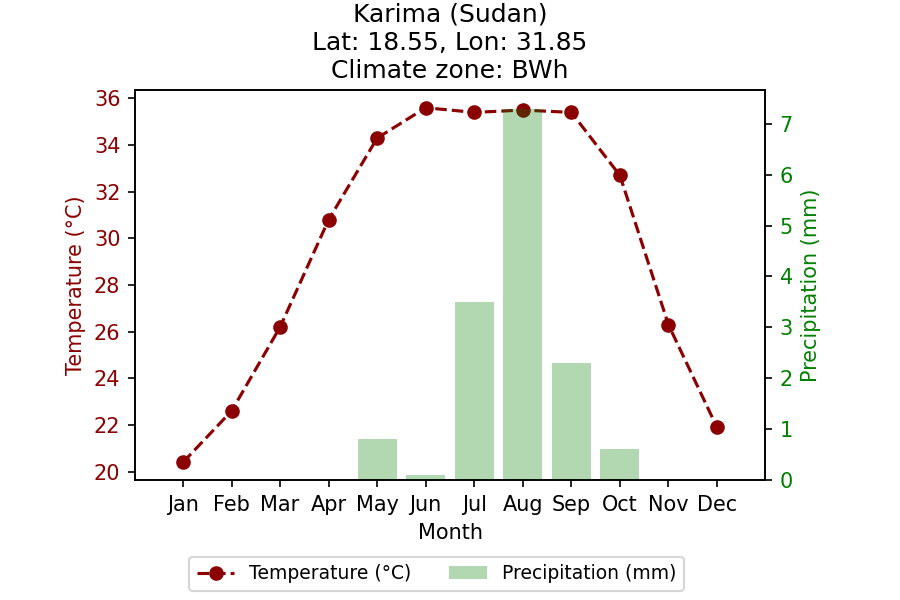 Karima (Sudan)
Lat: 18.55, Lon: 31.85
Climate zone: BWh
Temperature (°C)
36
34
32
30
28
26
24
22
20
7
6
5
4
3
2
1
0
Precipitation (mm)
Jan Feb Mar Apr May Jun Jul Aug Sep Oct Nov Dec
Month
Temperature (°C) Precipitation (mm)